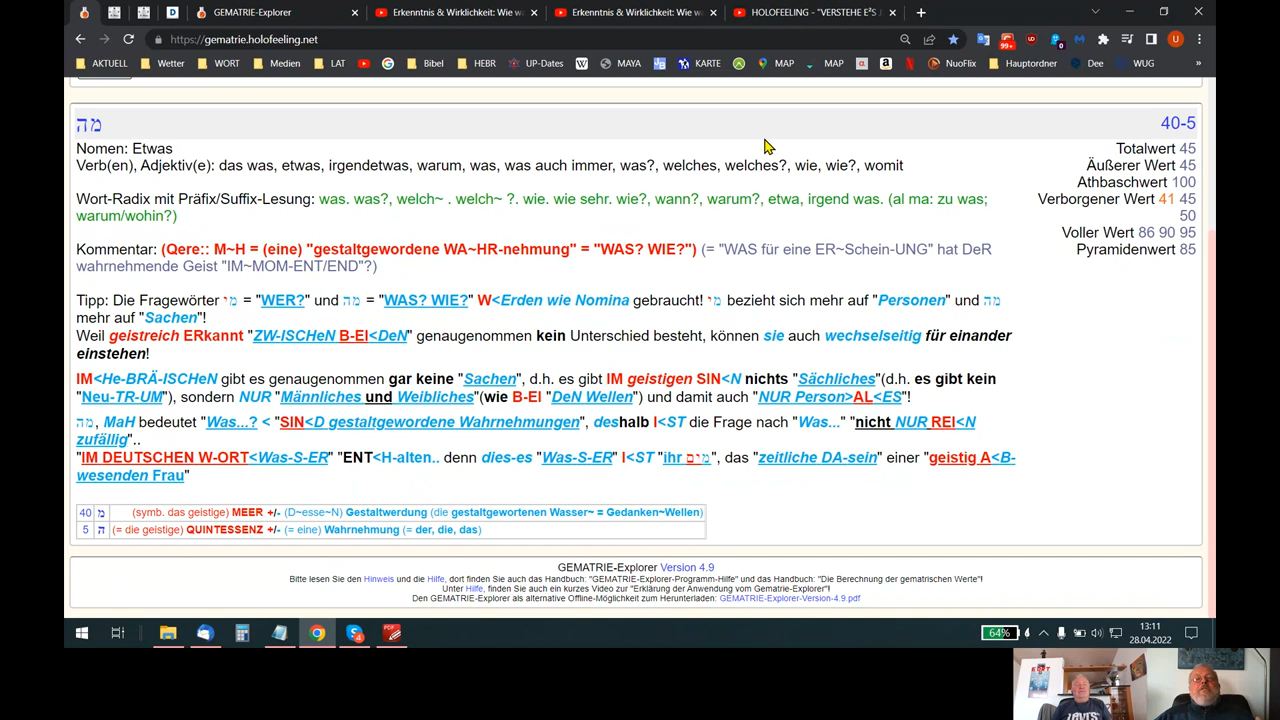 GEMATRIE-Explorer
Erkenntnis & Wirklichkeit: Wie w
Erkenntnis & Wirklichkeit: Wie w
HOLOFEELING - "VERSTEHE E²S J
https://gematrie.holofeeling.net
AKTUELL Wetter WORT Medien LAT Bibel HEBR UP-Dates MAYA KARTE MAP MAP NuoFlix Hauptordner Dee WUG »
מה 40-5
Nomen: Etwas
Verb(en), Adjektiv(e): das was, etwas, irgendetwas, warum, was, was auch immer, was?, welches, welches?, wie, wie?, womit
Wort-Radix mit Präfix/Suffix-Lesung: was. was?, welch~ . welch~ ?. wie. wie sehr. wie?, wann?, warum?, etwa, irgend was. (al ma: zu was;
warum/wohin?)
Kommentar: (Qere:: M~H = (eine) "gestaltgewordene WA~HR-nehmung" = "WAS? WIE?") (= "WAS für eine ER~Schein-UNG" hat DeR
wahrnehmende Geist "IM~MOM-ENT/END"?)
Totalwert 45
Äußerer Wert 45
Athbaschwert 100
Verborgener Wert 41 45
50
Voller Wert 86 90 95
Pyramidenwert 85
Tipp: Die Fragewörter מי = "WER?" und מה = "WAS? WIE?" W<Erden wie Nomina gebraucht! מי bezieht sich mehr auf "Personen" und מה
mehr auf "Sachen"!
Weil geistreich ERkannt "ZW-ISCHeN B-EI<DeN" genaugenommen kein Unterschied besteht, können sie auch wechselseitig für einander
einstehen!
IM<He-BRÄ-ISCHeN gibt es genaugenommen gar keine "Sachen", d.h. es gibt IM geistigen SIN<N nichts "Sächliches"(d.h. es gibt kein
"Neu-TR-UM"), sondern NUR "Männliches und Weibliches"(wie B-EI "DeN Wellen") und damit auch "NUR Person>AL<ES"!
מה, MaH bedeutet "Was...? < "SIN<D gestaltgewordene Wahrnehmungen", deshalb I<ST die Frage nach "Was..." "nicht NUR REI<N
zufällig"..
"IM DEUTSCHEN W-ORT<Was-S-ER" "ENT<H-alten.. denn dies-es "Was-S-ER" I<ST "ihr מים", das "zeitliche DA-sein" einer "geistig A<B-
wesenden Frau"
40 מ (symb. das geistige) MEER +/- (D~esse~N) Gestaltwerdung (die gestaltgewortenen Wasser~ = Gedanken~Wellen)
5 ה (= die geistige) QUINTESSENZ +/- (= eine) Wahrnehmung (= der, die, das)
GEMATRIE-Explorer Version 4.9
Bitte lesen Sie den Hinweis und die Hilfe, dort finden Sie auch das Handbuch: "GEMATRIE-Explorer-Programm-Hilfe" und das Handbuch: "Die Berechnung der gematrischen Werte"!
Unter Hilfe, finden Sie auch ein kurzes Video zur "Erklärung der Anwendung vom Gematrie-Explorer"!
Den GEMATRIE-Explorer als alternative Offline-Möglichkeit zum Herunterladen: GEMATRIE-Explorer-Version-4.9.pdf
64%
13:11
28.04.2022